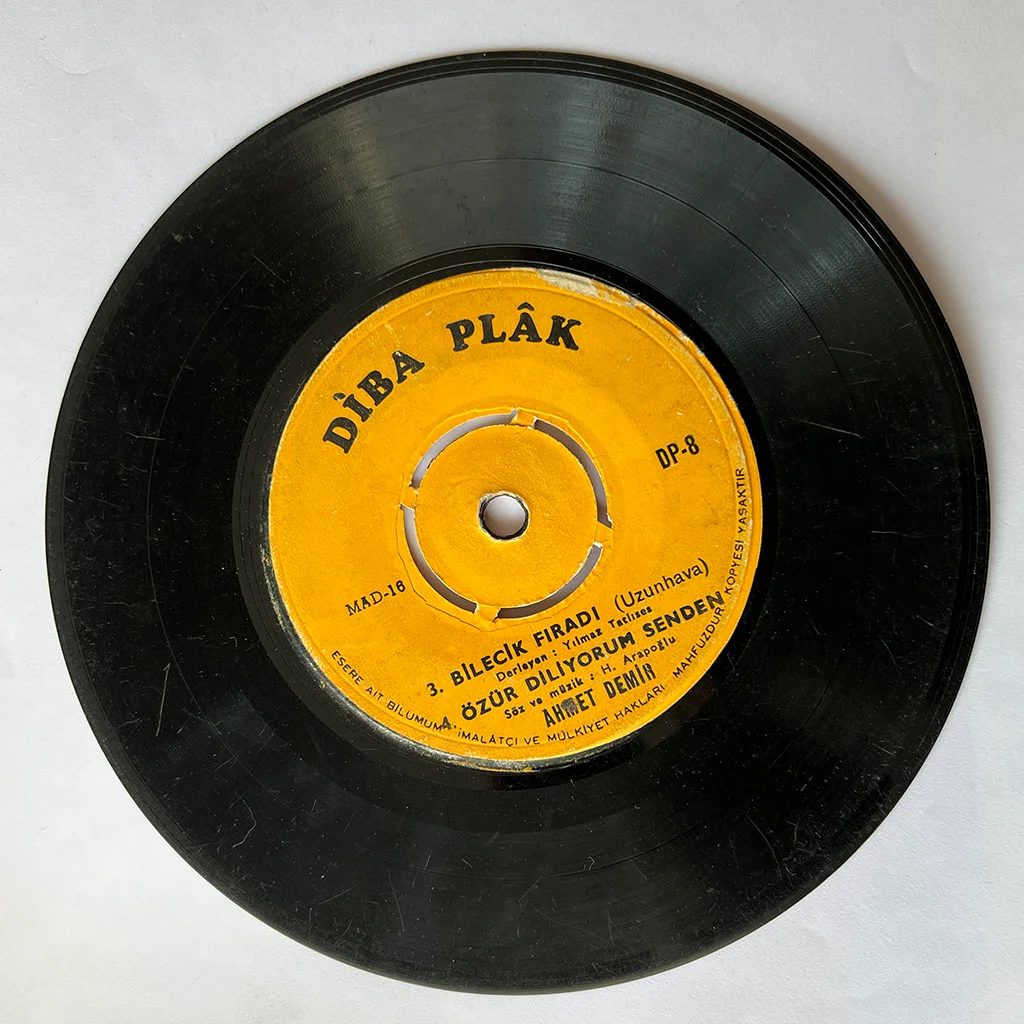 DİBA PLÂK
DP-8
MAD-16
3. BİLECİK FIRADI (Uzunhava)
Derleyen : Yılmaz Tatlıses
4. ÖZÜR DİLİYORUM SENDEN
Söz ve müzik : H. Arapoğlu
AHMET DEMİR
ESERE AİT BİLUMUM İMALÂTÇI VE MÜLKİYET HAKLARI MAHFUZDUR KOPYESİ YASAKTIR